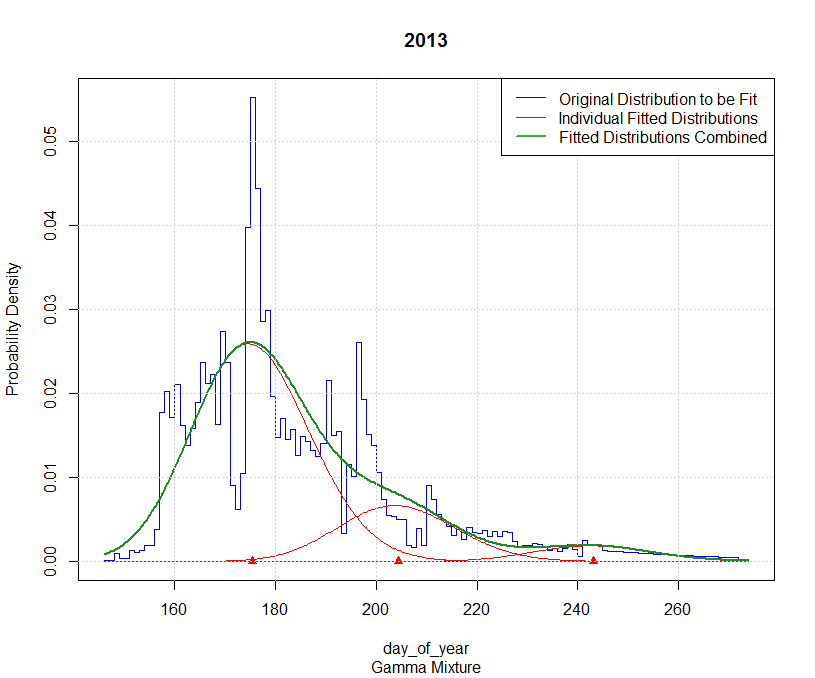 2013
Original Distribution to be Fit
Individual Fitted Distributions
Fitted Distributions Combined
Probability Density
0.05
0.04
0.03
0.02
0.01
0.00
160 180 200 220 240 260
day_of_year
Gamma Mixture